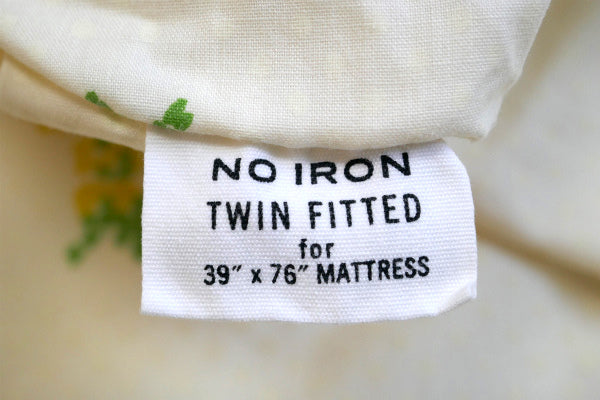 NO IRON
TWIN FITTED
for
39" x 76" MATTRESS